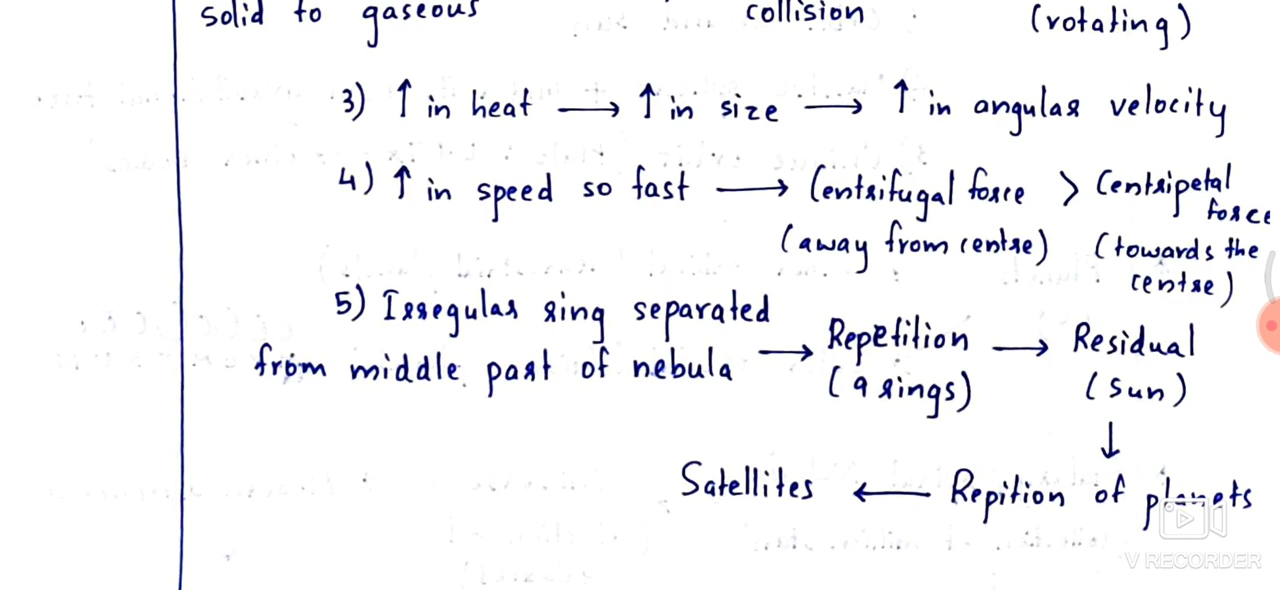 solid to gaseous collision (rotating)
3) ↑ in heat → ↑ in size → ↑ in angular velocity
4) ↑ in speed so fast → Centrifugal force > Centripetal force
(away from centre) (towards the centre)
5) Irregular ring separated from middle part of nebula → Repetition (9 rings) → Residual (sun)
↓
Satellites ← Repition of planets
V RECORDER